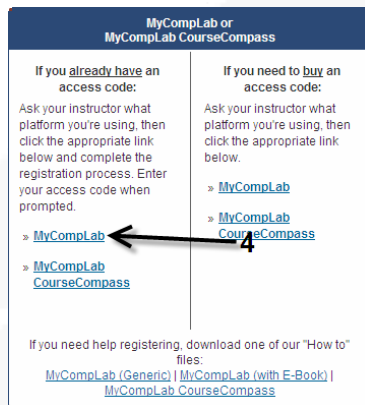 MyCompLab or
MyCompLab CourseCompass
If you already have an
access code:
Ask your instructor what
platform you're using, then
click the appropriate link
below and complete the
registration process. Enter
your access code when
prompted.
» MyCompLab
» MyCompLab
CourseCompass
If you need to buy an
access code:
Ask your instructor what
platform you're using, then
click the appropriate link
below.
» MyCompLab
» MyCompLab
CourseCompass
4
If you need help registering, download one of our "How to"
files:
MyCompLab (Generic) | MyCompLab (with E-Book) |
MyCompLab CourseCompass